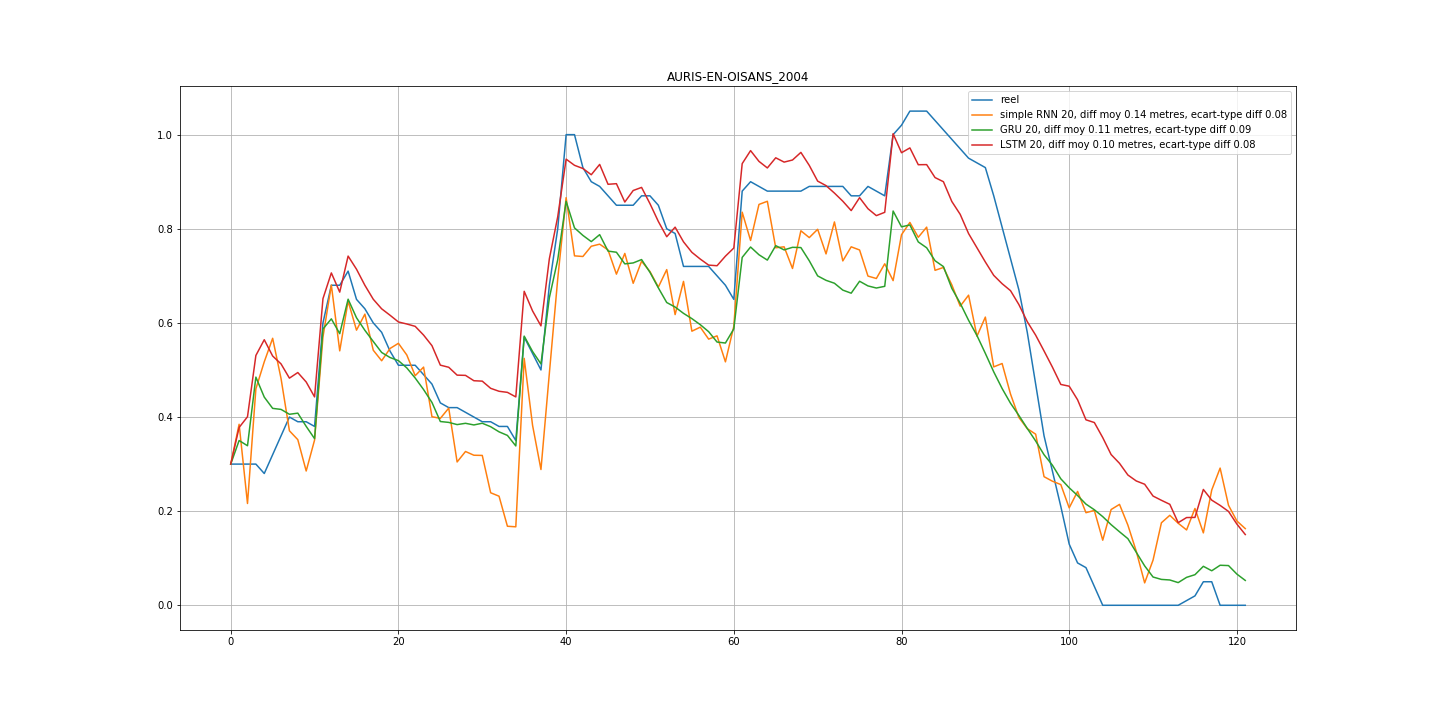 AURIS-EN-OISANS_2004
reel
simple RNN 20, diff moy 0.14 metres, ecart-type diff 0.08
GRU 20, diff moy 0.11 metres, ecart-type diff 0.09
LSTM 20, diff moy 0.10 metres, ecart-type diff 0.08
1.0
0.8
0.6
0.4
0.2
0.0
0 20 40 60 80 100 120